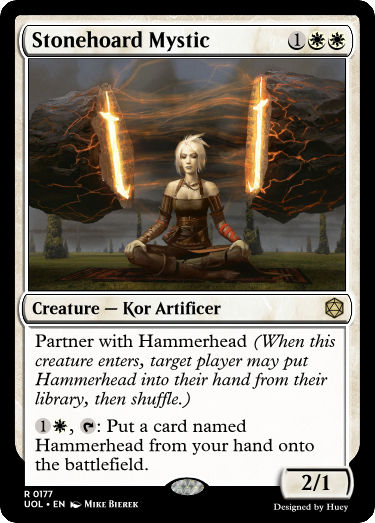 Stonehoard Mystic 1
Creature — Kor Artificer
Partner with Hammerhead (When this
creature enters, target player may put
Hammerhead into their hand from their
library, then shuffle.)
1, : Put a card named
Hammerhead from your hand onto
the battlefield.
2/1
R 0177
UOL • EN Mike Bierek
Designed by Huey